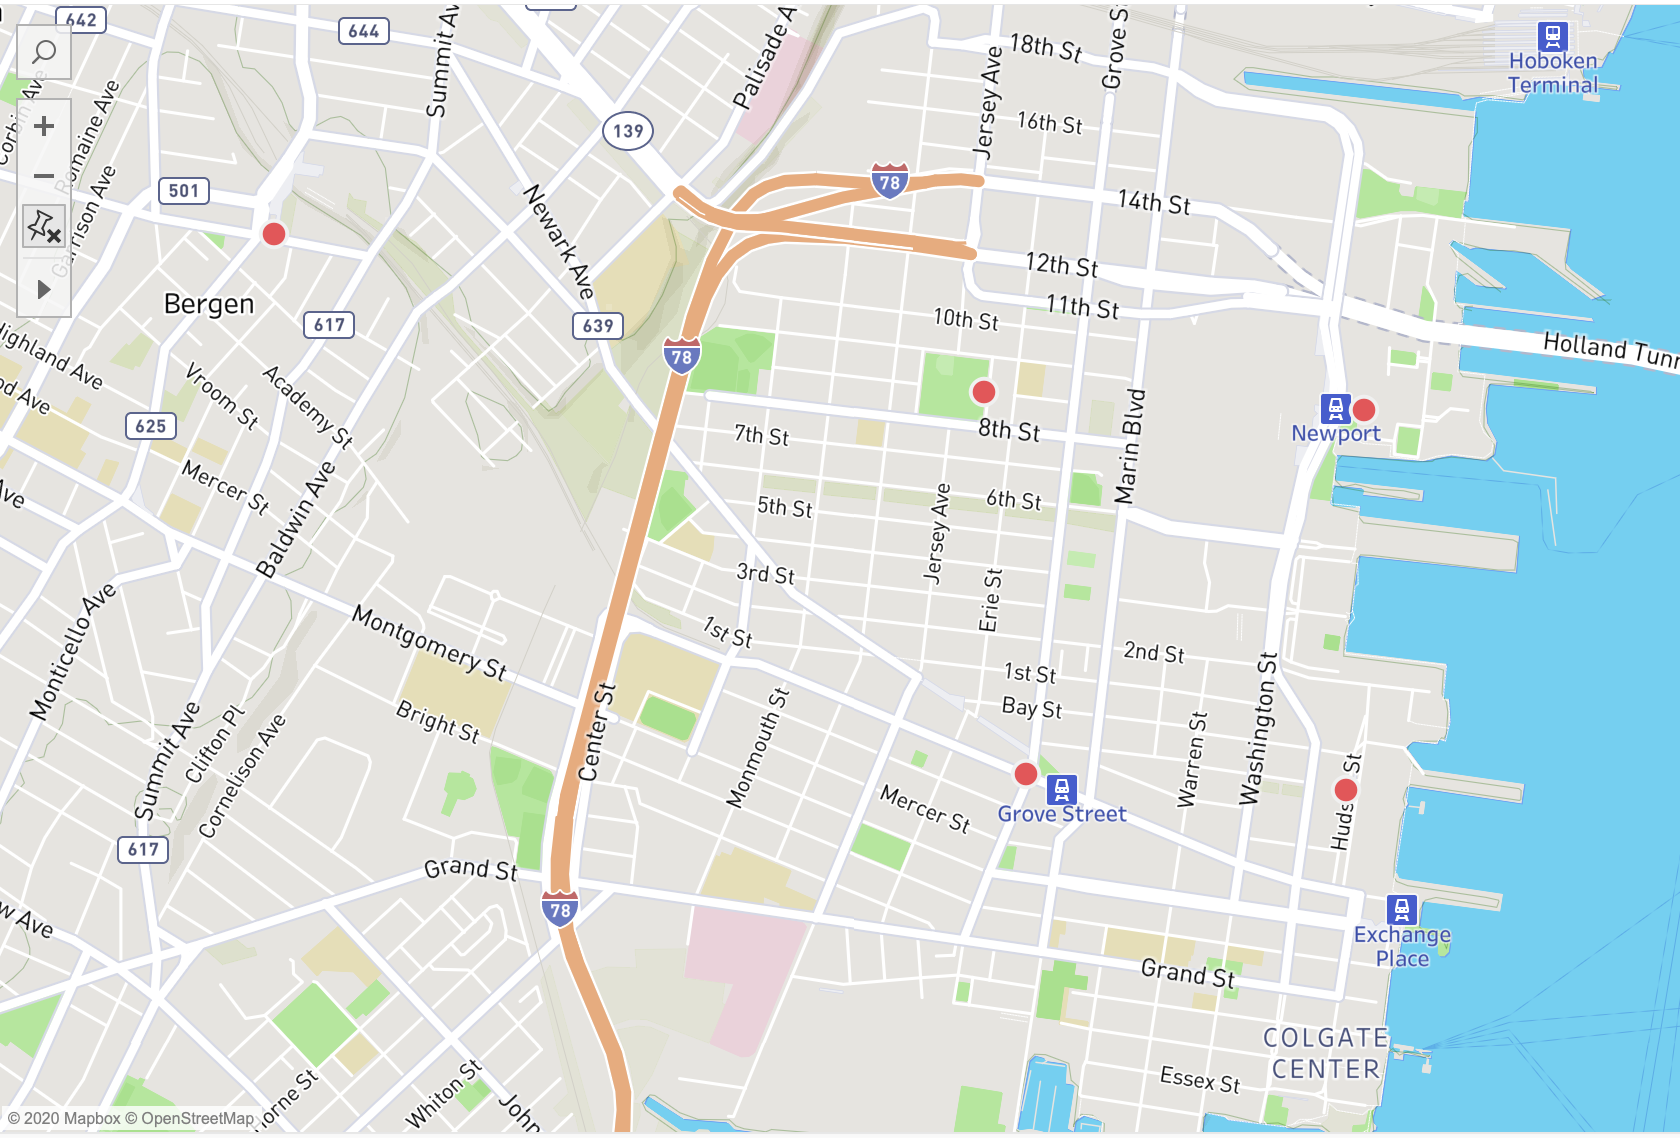 642
644
Summit Av
Palisade A
Jersey Ave
18th St
Grove S
Hoboken
Terminal
139
16th St
Corbin Ave
Romaine Ave
501
78
14th St
Newark Ave
Garrison Ave
Bergen
617
639
12th St
11th St
10th St
Holland Tunn
78
Highland Ave
od Ave
Vroom St
Academy St
625
8th St
7th St
Marin Blvd
Newport
Mercer St
Ave
Baldwin Ave
5th St
6th St
Jersey Ave
3rd St
Erie St
Monticello Ave
Montgomery St
1st St
2nd St
1st St
Bay St
Washington St
Warren St
Bright St
Center St
Monmouth St
Summit Ave
Clifton Pl
Cornelison Ave
Mercer St
Grove Street
Huds
St
617
Grand St
78
w Ave
Exchange
Place
Grand St
COLGATE
CENTER
Essex St
orne St
Whiton St
John
© 2020 Mapbox © OpenStreetMap